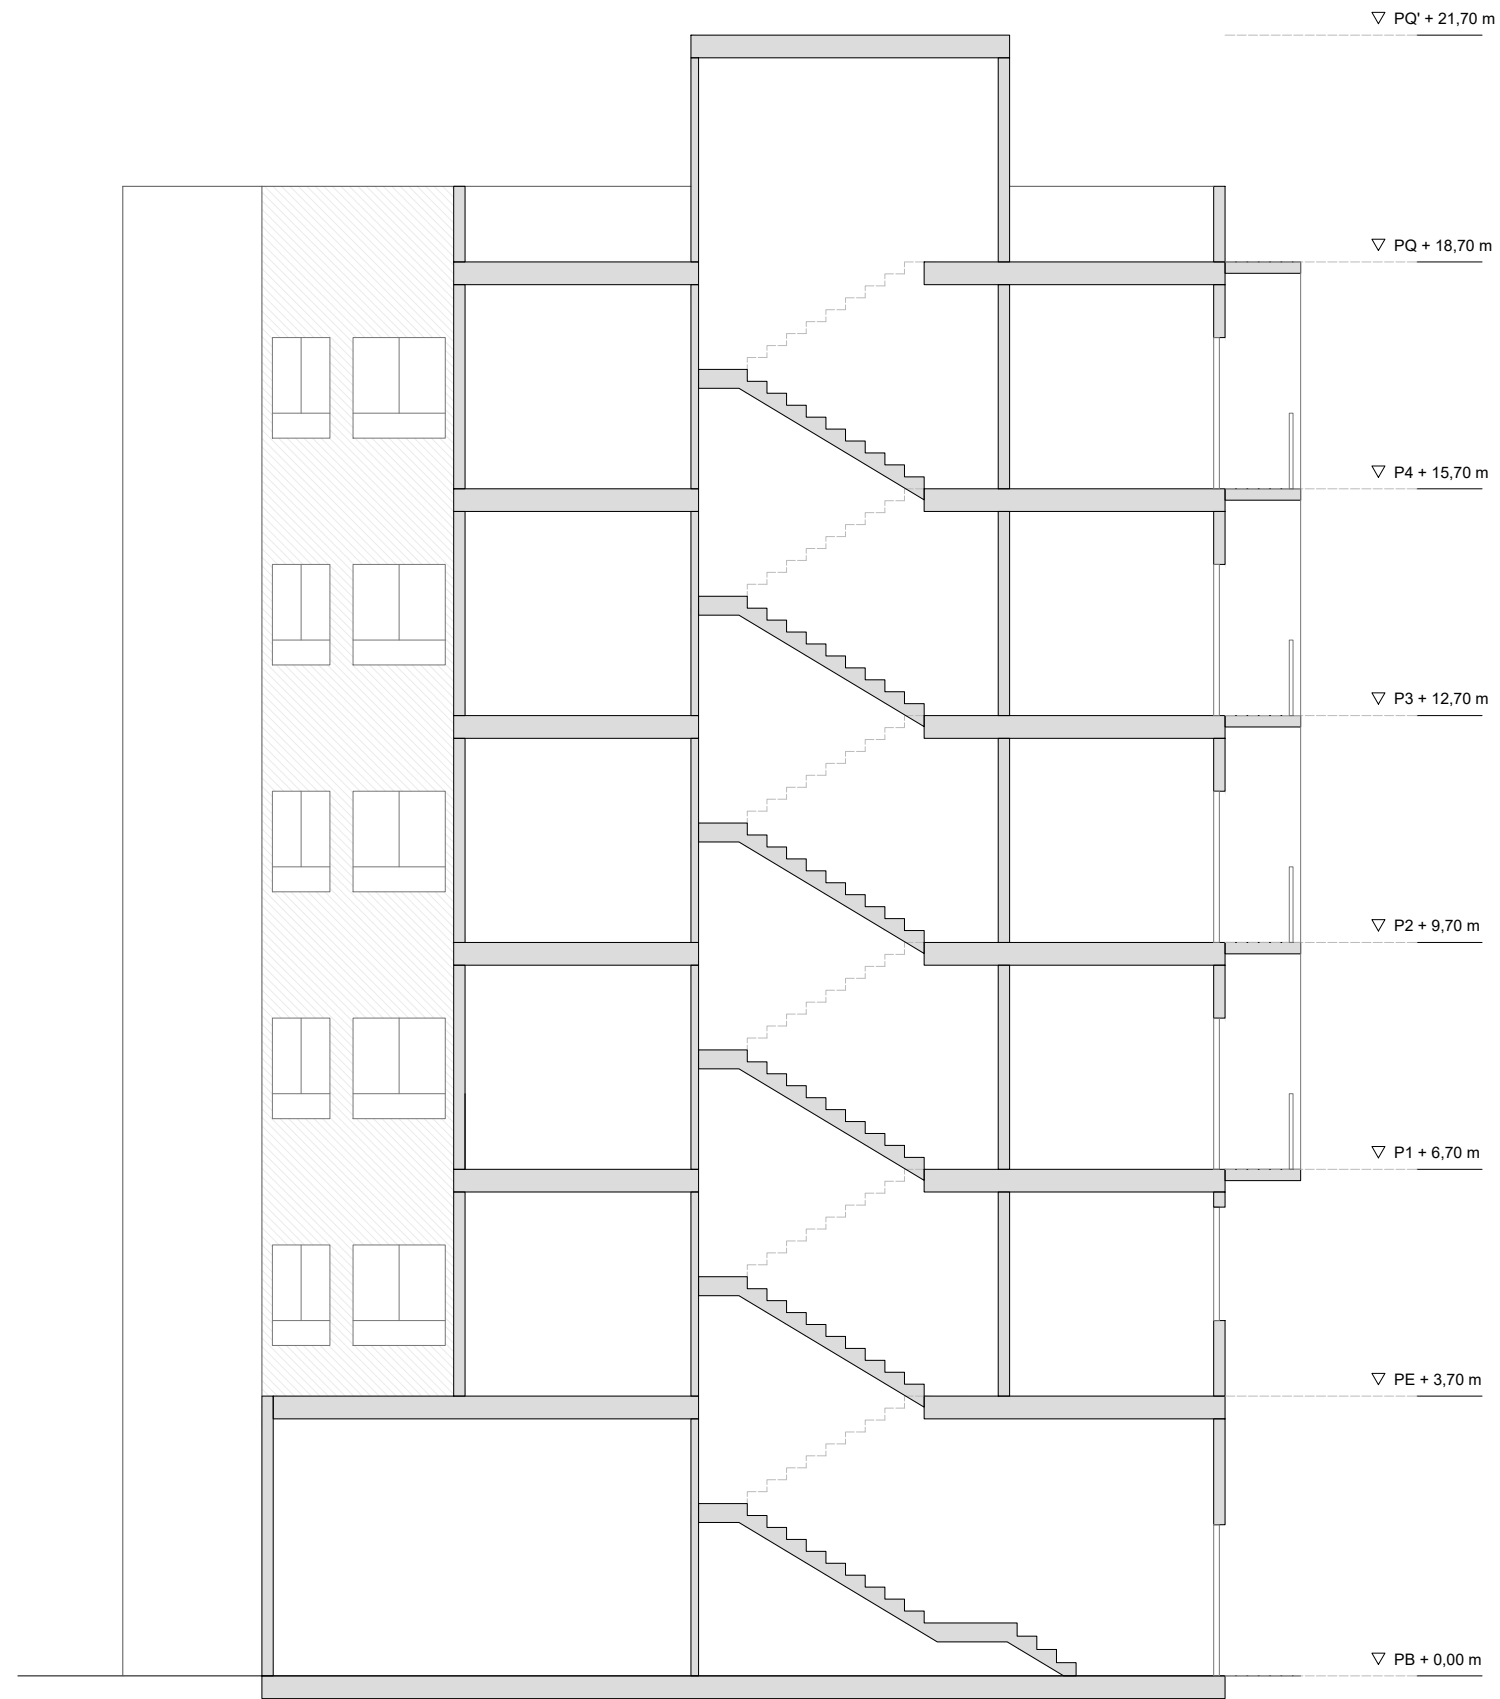 PQ' + 21,70 m
PQ + 18,70 m
P4 + 15,70 m
P3 + 12,70 m
P2 + 9,70 m
P1 + 6,70 m
PE + 3,70 m
PB + 0,00 m